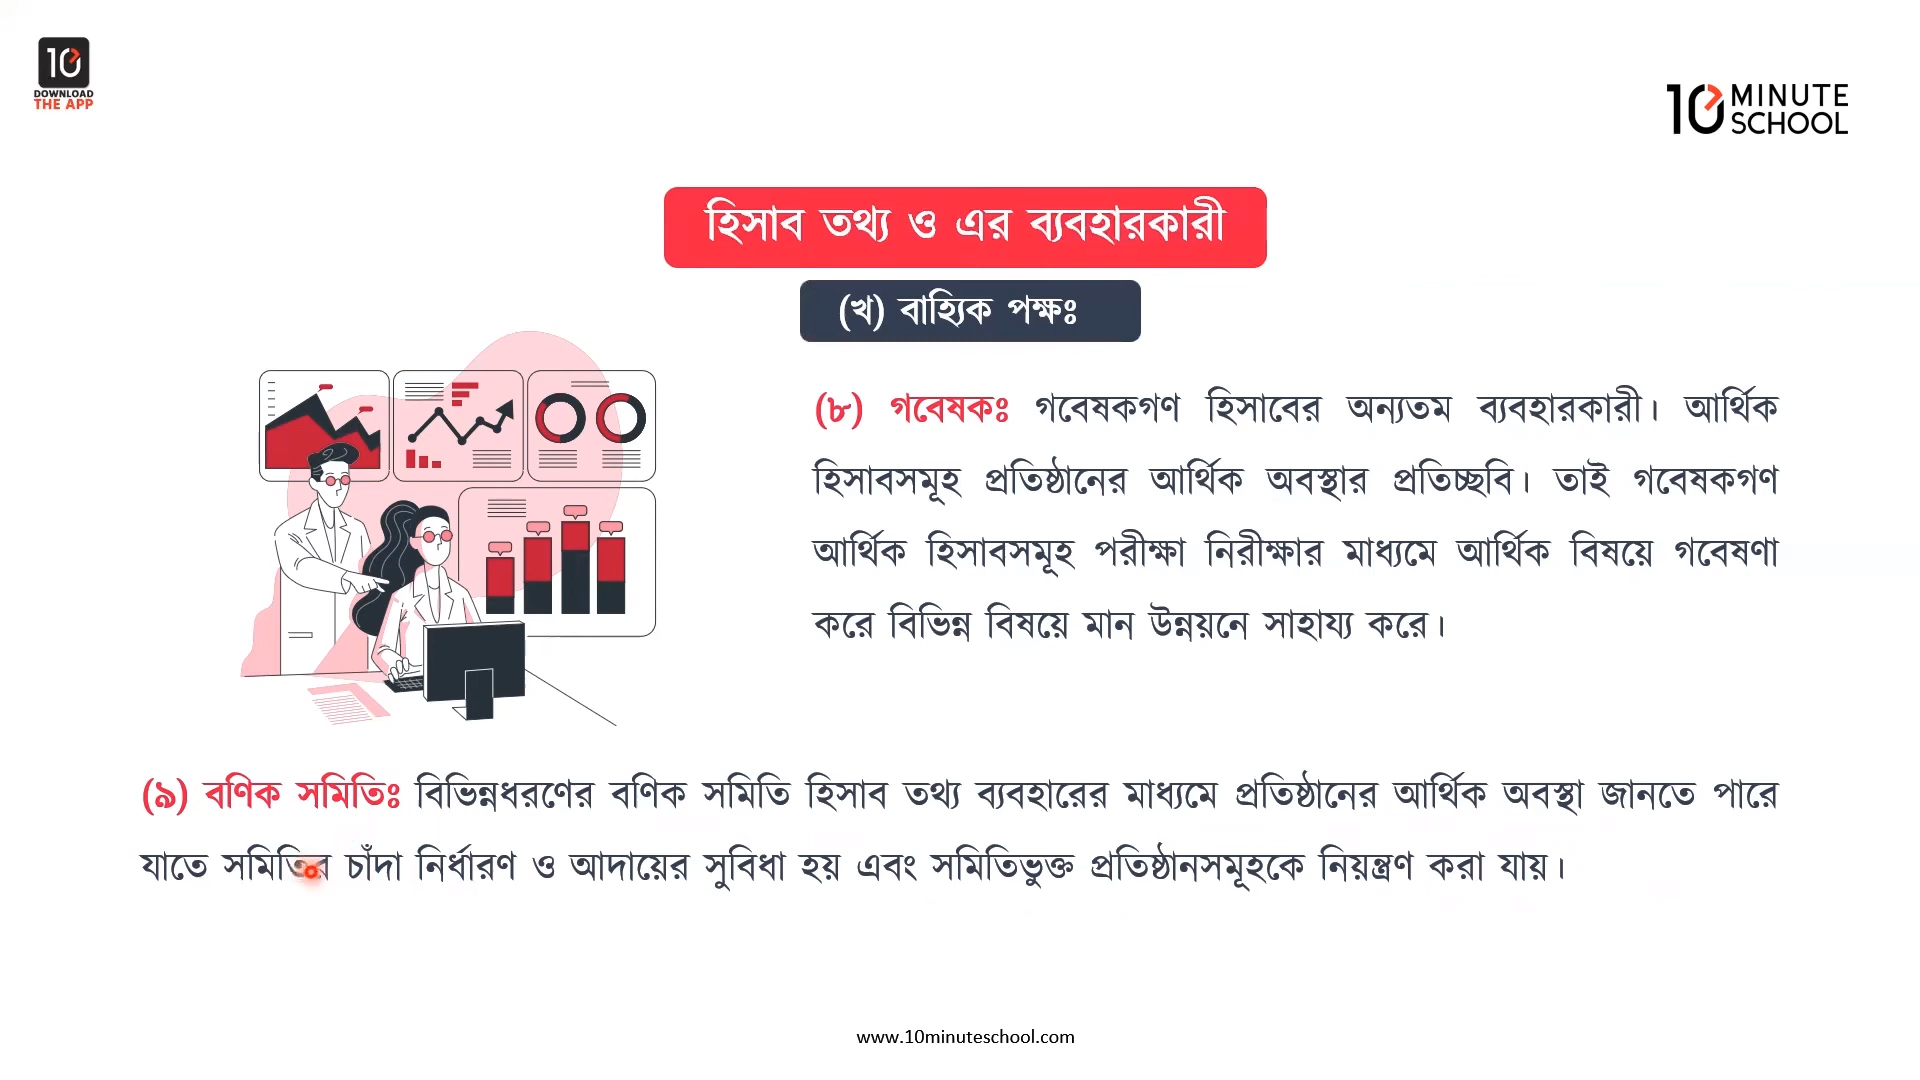 10
DOWNLOAD
THE APP
10 MINUTE
SCHOOL
হিসাব তথ্য ও এর ব্যবহারকারী
(খ) বাহ্যিক পক্ষঃ
(৮) গবেষকঃ গবেষকগণ হিসাবের অন্যতম ব্যবহারকারী। আর্থিক
হিসাবসমূহ প্রতিষ্ঠানের আর্থিক অবস্থার প্রতিচ্ছবি। তাই গবেষকগণ
আর্থিক হিসাবসমূহ পরীক্ষা নিরীক্ষার মাধ্যমে আর্থিক বিষয়ে গবেষণা
করে বিভিন্ন বিষয়ে মান উন্নয়নে সাহায্য করে।
(৯) বণিক সমিতিঃ বিভিন্নধরণের বণিক সমিতি হিসাব তথ্য ব্যবহারের মাধ্যমে প্রতিষ্ঠানের আর্থিক অবস্থা জানতে পারে
যাতে সমিতির চাঁদা নির্ধারণ ও আদায়ের সুবিধা হয় এবং সমিতিভুক্ত প্রতিষ্ঠানসমূহকে নিয়ন্ত্রণ করা যায়।
www.10minuteschool.com